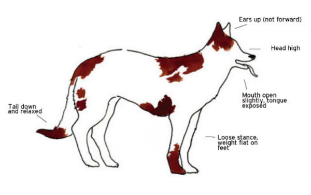 Ears up (not forward)
Head high
Mouth open
slightly, tongue
exposed
Tail down
and relaxed
Loose stance,
weight flat on
feet